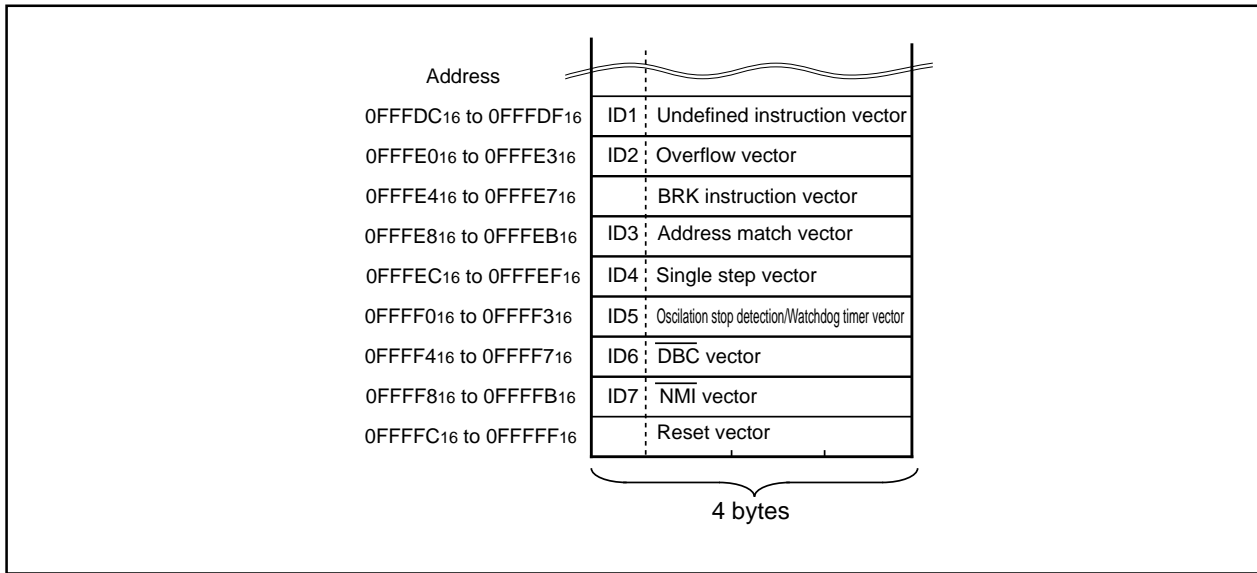 Address
0FFFDC16 to 0FFFDF16 ID1 Undefined instruction vector
0FFFE016 to 0FFFE316 ID2 Overflow vector
0FFFE416 to 0FFFE716 BRK instruction vector
0FFFE816 to 0FFFEB16 ID3 Address match vector
0FFFEC16 to 0FFFEF16 ID4 Single step vector
0FFFF016 to 0FFFF316 ID5 Oscilation stop detection/Watchdog timer vector
0FFFF416 to 0FFFF716 ID6 DBC vector
0FFFF816 to 0FFFFB16 ID7 NMI vector
0FFFFC16 to 0FFFFF16 Reset vector
4 bytes